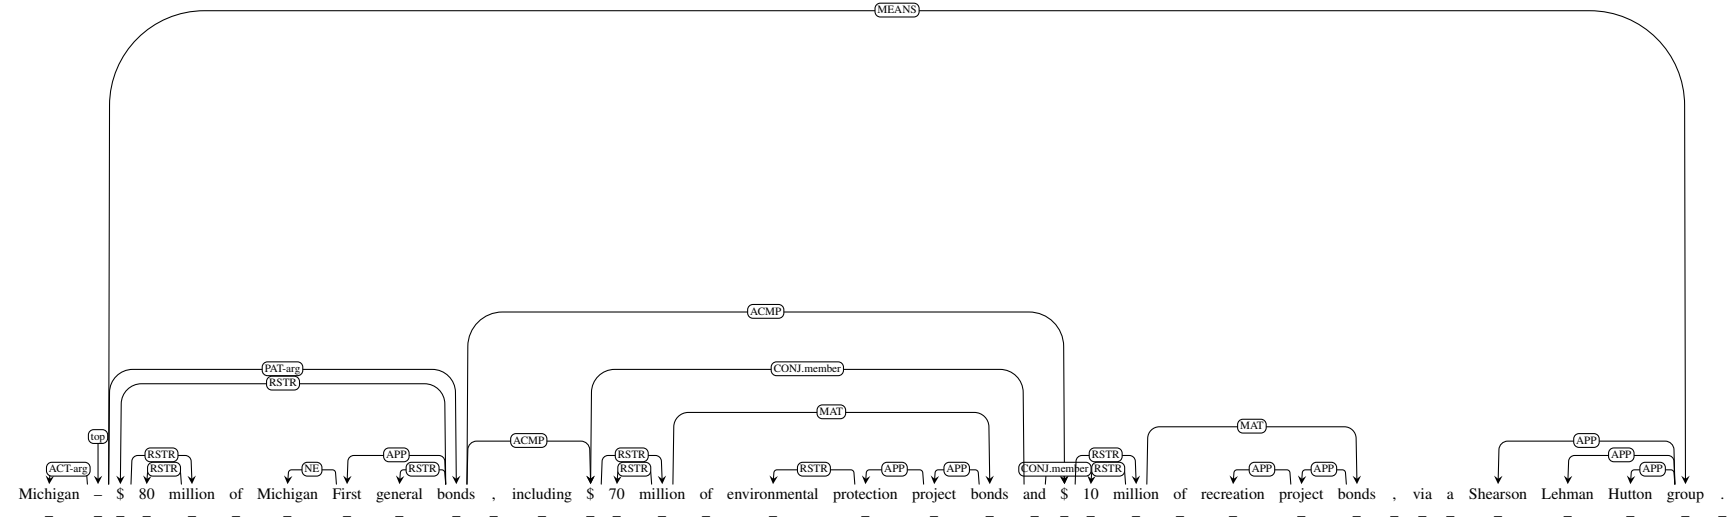 MEANS
ACMP
PAT-arg CONJ.member
RSTR
MAT
MAT
top
ACMP APP
RSTR APP RSTR RSTR APP
ACT-arg RSTR NE RSTR RSTR RSTR APP APP CONJ.member RSTR APP APP APP
Michigan – $ 80 million of Michigan First general bonds , including $ 70 million of environmental protection project bonds and $ 10 million of recreation project bonds , via a Shearson Lehman Hutton group .
_ _ _ _ _ _ _ _ _ _ _ _ _ _ _ _ _ _ _ _ _ _ _ _ _ _ _ _ _ _ _ _ _ _ _ _